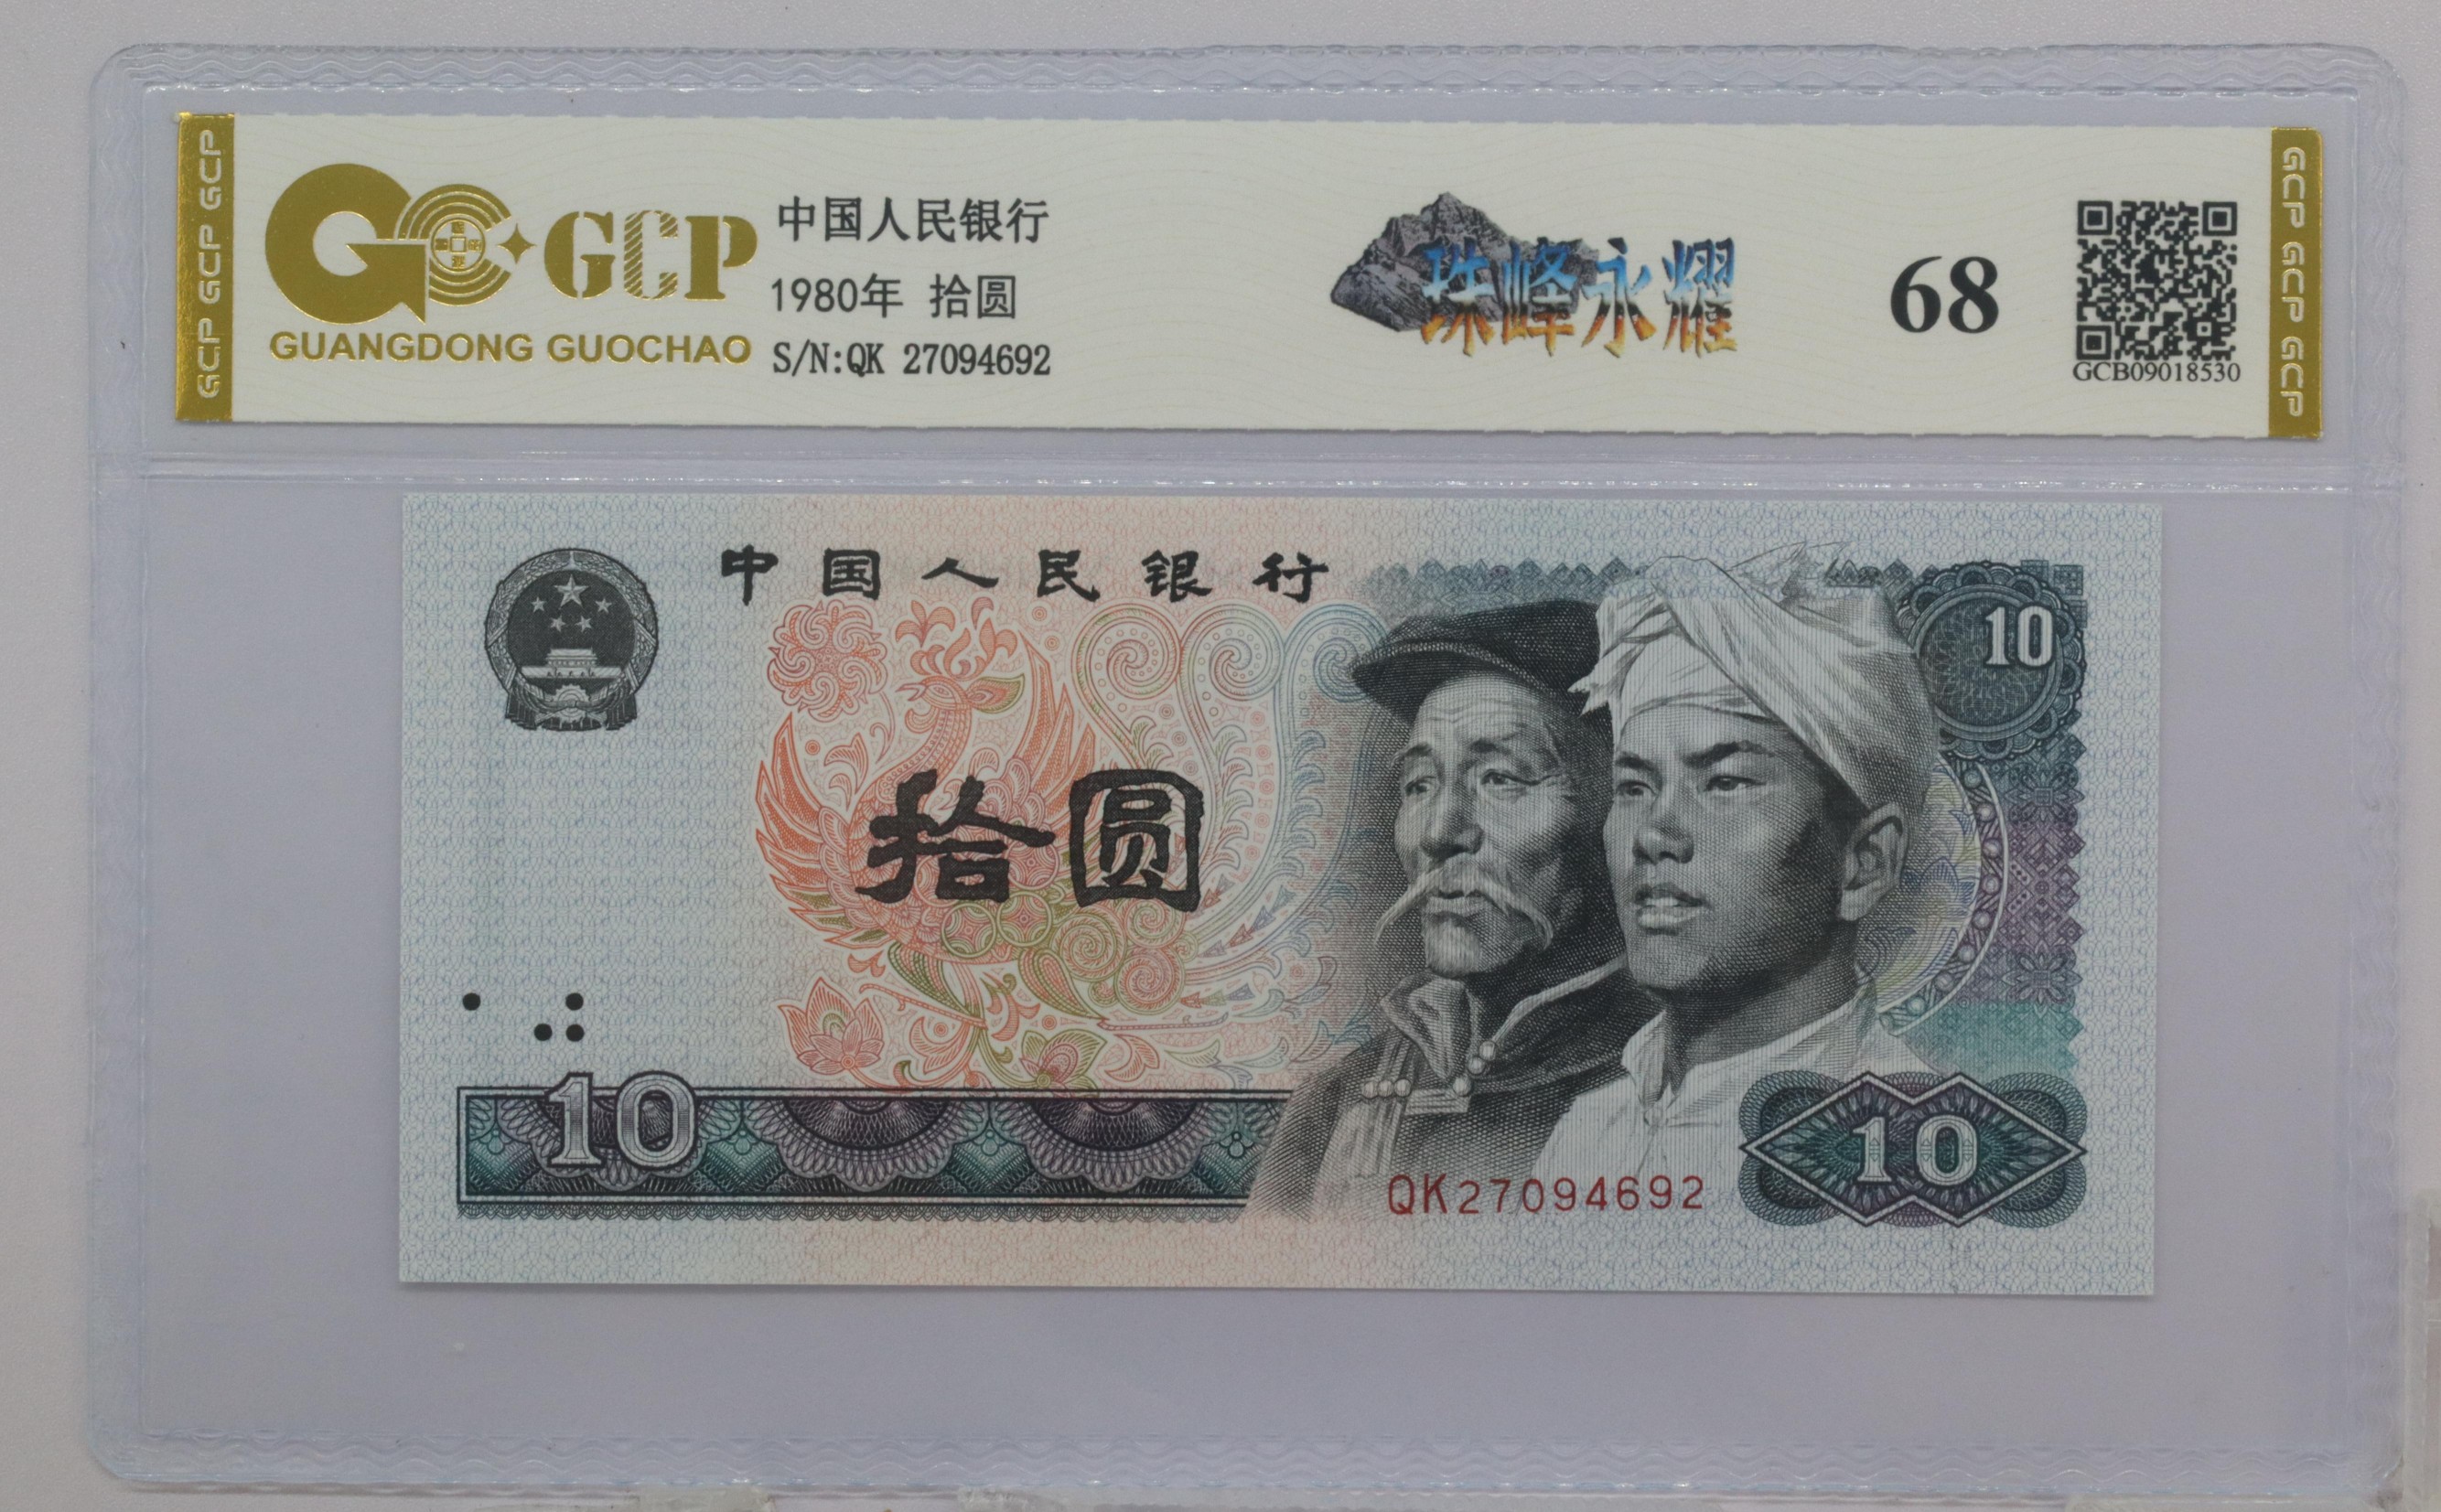 GCP GCP GCP
GCP
GUANGDONG GUOCHAO
中国人民银行
1980年 拾圆
S/N:QK 27094692
珠峰永耀
68
GCB09018530
GCP GCP GCP
中国人民银行
10
拾圆
10
QK27094692
10